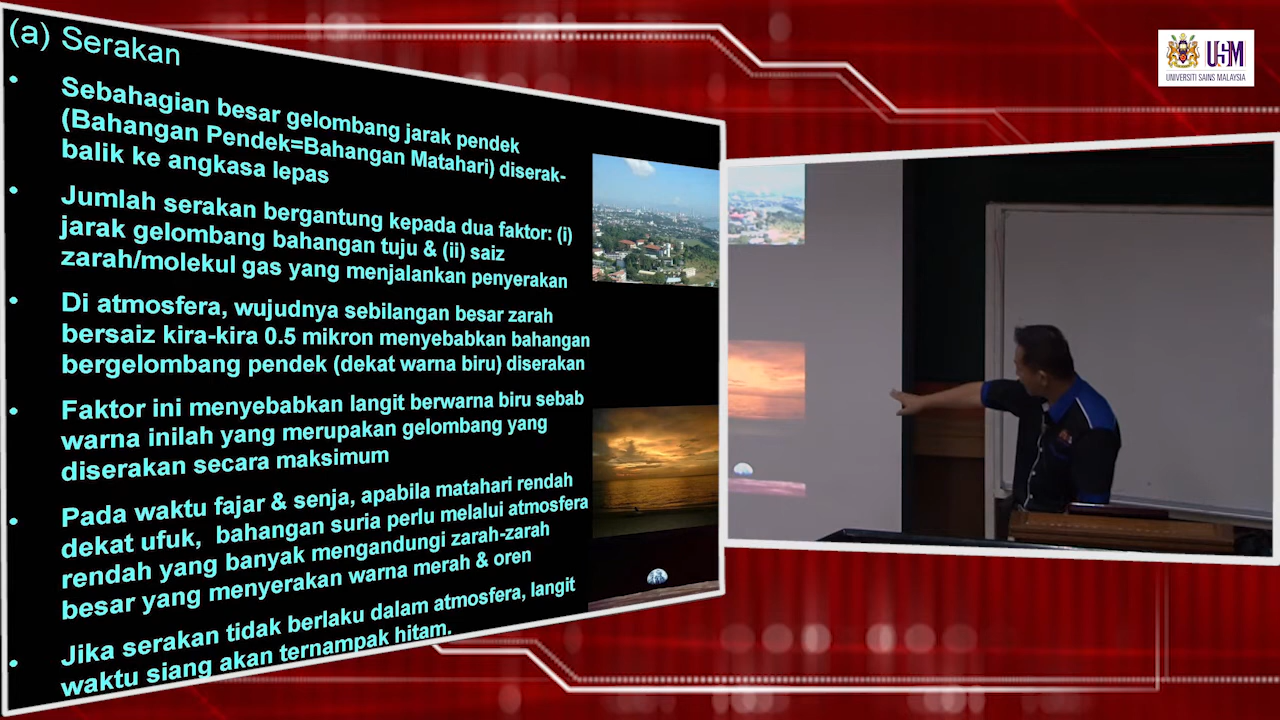 (a) Serakan
• Sebahagian besar gelombang jarak pendek
(Bahangan Pendek=Bahangan Matahari) diserak-
balik ke angkasa lepas
• Jumlah serakan bergantung kepada dua faktor: (i)
jarak gelombang bahangan tuju & (ii) saiz
zarah/molekul gas yang menjalankan penyerakan
• Di atmosfera, wujudnya sebilangan besar zarah
bersaiz kira-kira 0.5 mikron menyebabkan bahangan
bergelombang pendek (dekat warna biru) diserakan
• Faktor ini menyebabkan langit berwarna biru sebab
warna inilah yang merupakan gelombang yang
diserakan secara maksimum
• Pada waktu fajar & senja, apabila matahari rendah
dekat ufuk, bahangan suria perlu melalui atmosfera
rendah yang banyak mengandungi zarah-zarah
besar yang menyerakan warna merah & oren
• Jika serakan tidak berlaku dalam atmosfera, langit
waktu siang akan ternampak hitam.
USM
UNIVERSITI SAINS MALAYSIA